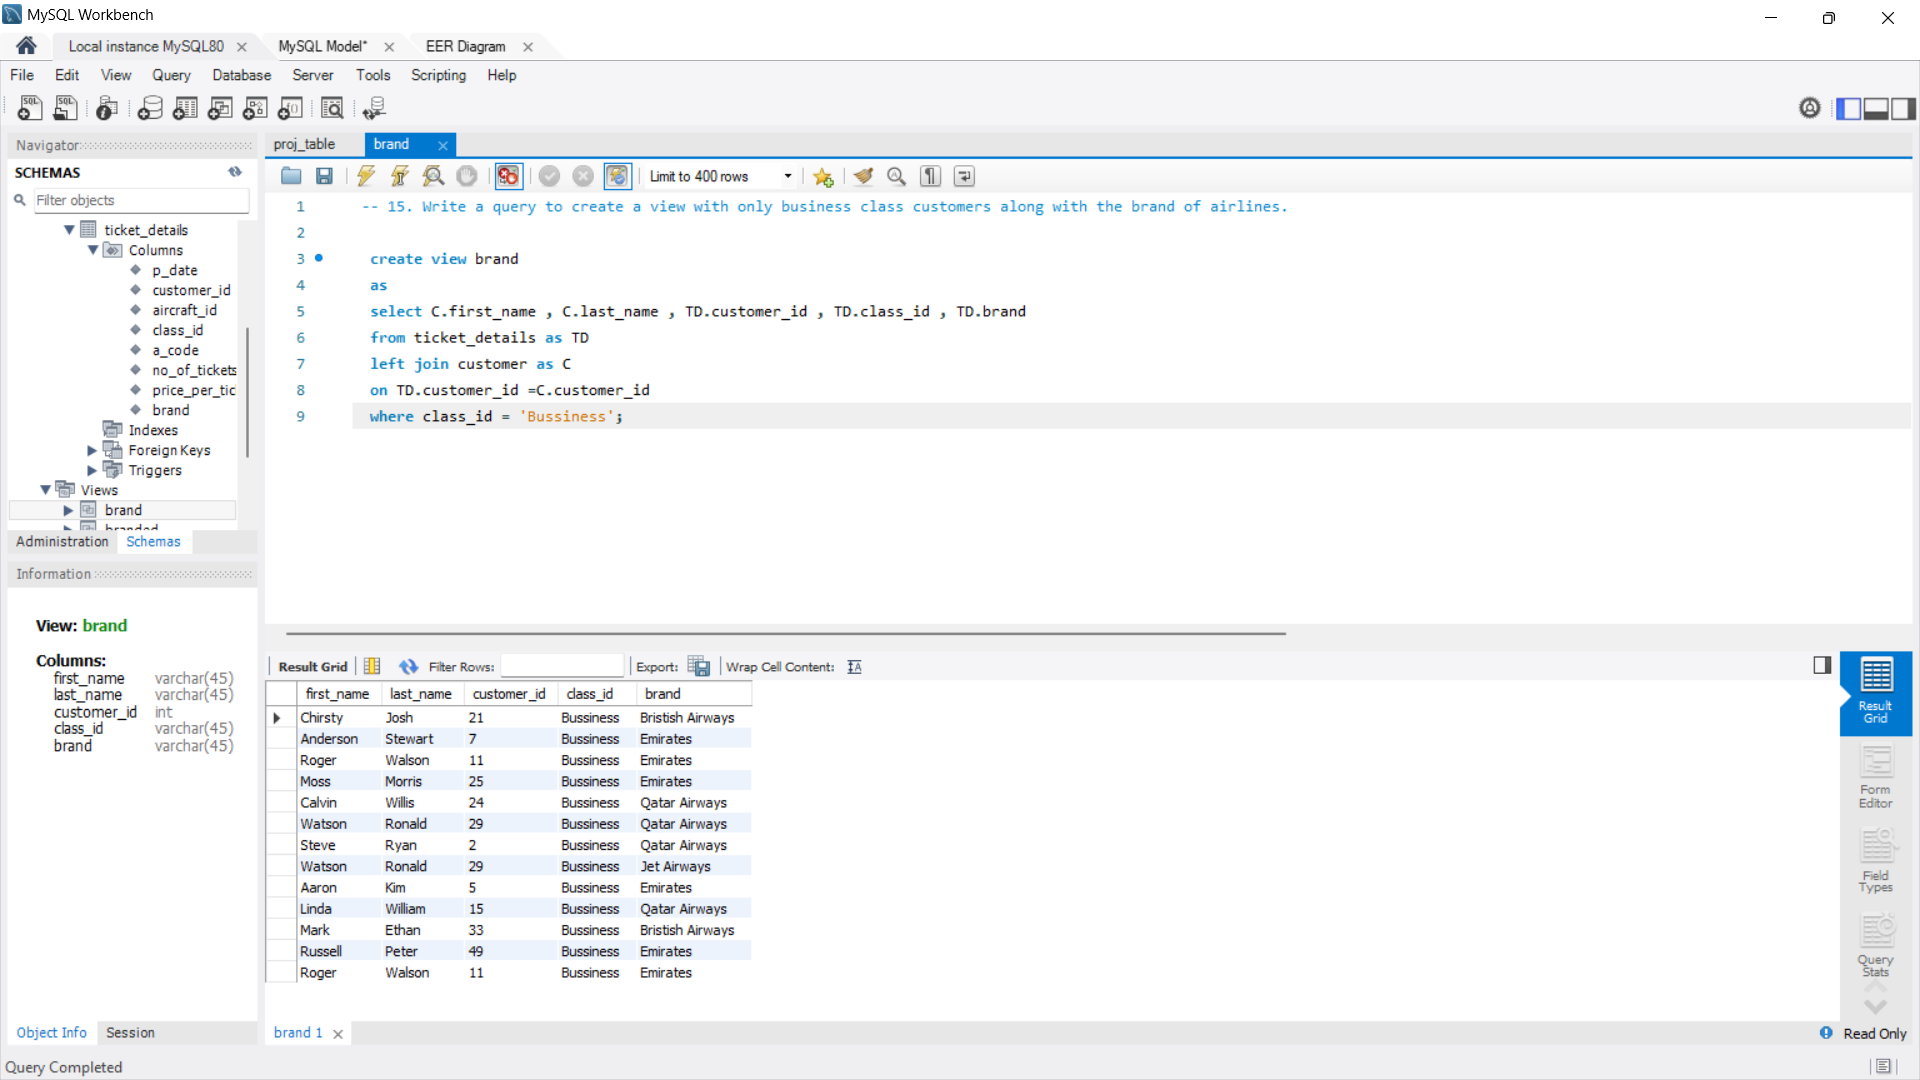 MySQL Workbench
Local instance MySQL80
MySQL Model*
EER Diagram
File Edit View Query Database Server Tools Scripting Help
Navigator
SCHEMAS
Filter objects
ticket_details
Columns
p_date
customer_id
aircraft_id
class_id
a_code
no_of_tickets
price_per_tic
brand
Indexes
Foreign Keys
Triggers
Views
brand
branded
Administration Schemas
Information
View: brand
Columns:
first_name varchar(45)
last_name varchar(45)
customer_id int
class_id varchar(45)
brand varchar(45)
Object Info Session
Query Completed
proj_table brand
Limit to 400 rows
1 -- 15. Write a query to create a view with only business class customers along with the brand of airlines.
2
3 create view brand
4 as
5 select C.first_name , C.last_name , TD.customer_id , TD.class_id , TD.brand
6 from ticket_details as TD
7 left join customer as C
8 on TD.customer_id =C.customer_id
9 where class_id = 'Bussiness';
Result Grid Filter Rows: Export: Wrap Cell Content:
first_name last_name customer_id class_id brand
Chirsty Josh 21 Bussiness Bristish Airways
Anderson Stewart 7 Bussiness Emirates
Roger Walson 11 Bussiness Emirates
Moss Morris 25 Bussiness Emirates
Calvin Willis 24 Bussiness Qatar Airways
Watson Ronald 29 Bussiness Qatar Airways
Steve Ryan 2 Bussiness Qatar Airways
Watson Ronald 29 Bussiness Jet Airways
Aaron Kim 5 Bussiness Emirates
Linda William 15 Bussiness Qatar Airways
Mark Ethan 33 Bussiness Bristish Airways
Russell Peter 49 Bussiness Emirates
Roger Walson 11 Bussiness Emirates
Result
Grid
Form
Editor
Field
Types
Query
Stats
brand 1
Read Only